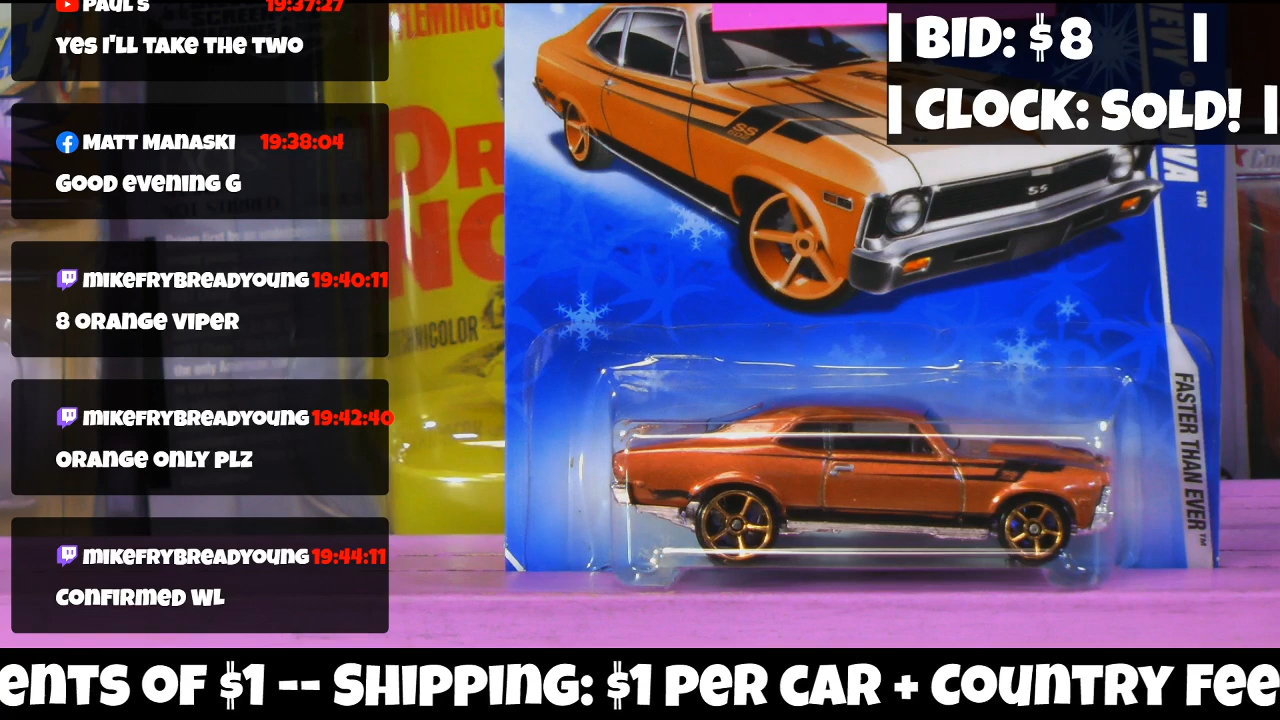 PAUL S 19:37:27
YES I'LL TAKE THE TWO
MATT MANASKI 19:38:04
GOOD EVENING G
MIKEFRYBREADYOUNG 19:40:11
8 ORANGE VIPER
MIKEFRYBREADYOUNG 19:42:40
ORANGE ONLY PLZ
MIKEFRYBREADYOUNG 19:44:11
CONFIRMED WL
| BID: $8 |
| CLOCK: SOLD! |
SS
SS
FASTER THAN EVER™
ENTS OF $1 -- SHIPPING: $1 PER CAR + COUNTRY FEE